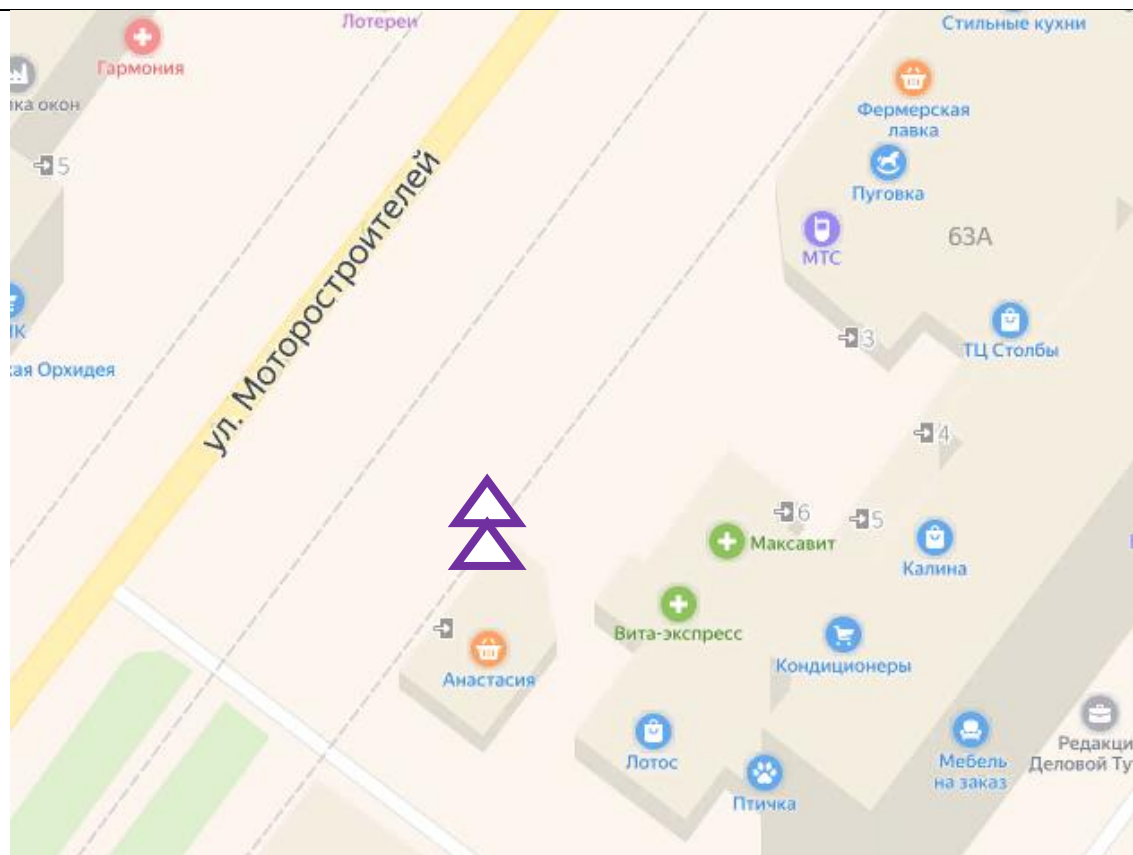 Лотереи
Стильные кухни
Гармония
ка окон
Фермерская
лавка
5
Пуговка
ул. Моторостроителей
63А
МТС
3
ТЦ Столбы
ая Орхидея
4
6
5
Максавит
Калина
Вита-экспресс
Кондиционеры
Анастасия
Лотос
Мебель
на заказ
Редакци
Деловой Ту
Птичка